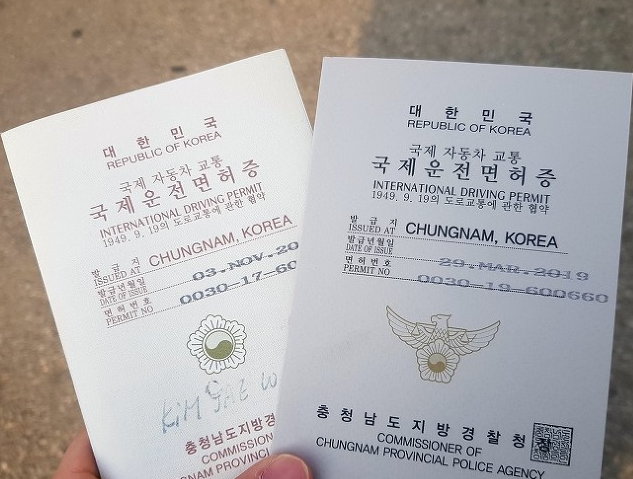 대 한 민 국
REPUBLIC OF KOREA
국제 자동차 교통
국제운전면허증
INTERNATIONAL DRIVING PERMIT
1949. 9. 19의 도로교통에 관한 협약
발 급 지
ISSUED AT CHUNGNAM, KOREA
발급년월일
DATE OF ISSUE 03. NOV. 20
면허 번호
PERMIT NO 0030-17-60
KiM JAE
충청남도지방경
COMMISSION
GNAM PROVINCIAL
대 한 민 국
REPUBLIC OF KOREA
국제 자동차 교통
국제운전면허증
INTERNATIONAL DRIVING PERMIT
1949. 9. 19의 도로교통에 관한 협약
발 급 지
ISSUED AT CHUNGNAM, KOREA
발급년월일
DATE OF ISSUE 29. MAR. 2019
면허 번호
PERMIT NO 0030-19-600660
충청남도지방경찰청장
COMMISSIONER OF
CHUNGNAM PROVINCIAL POLICE AGENCY